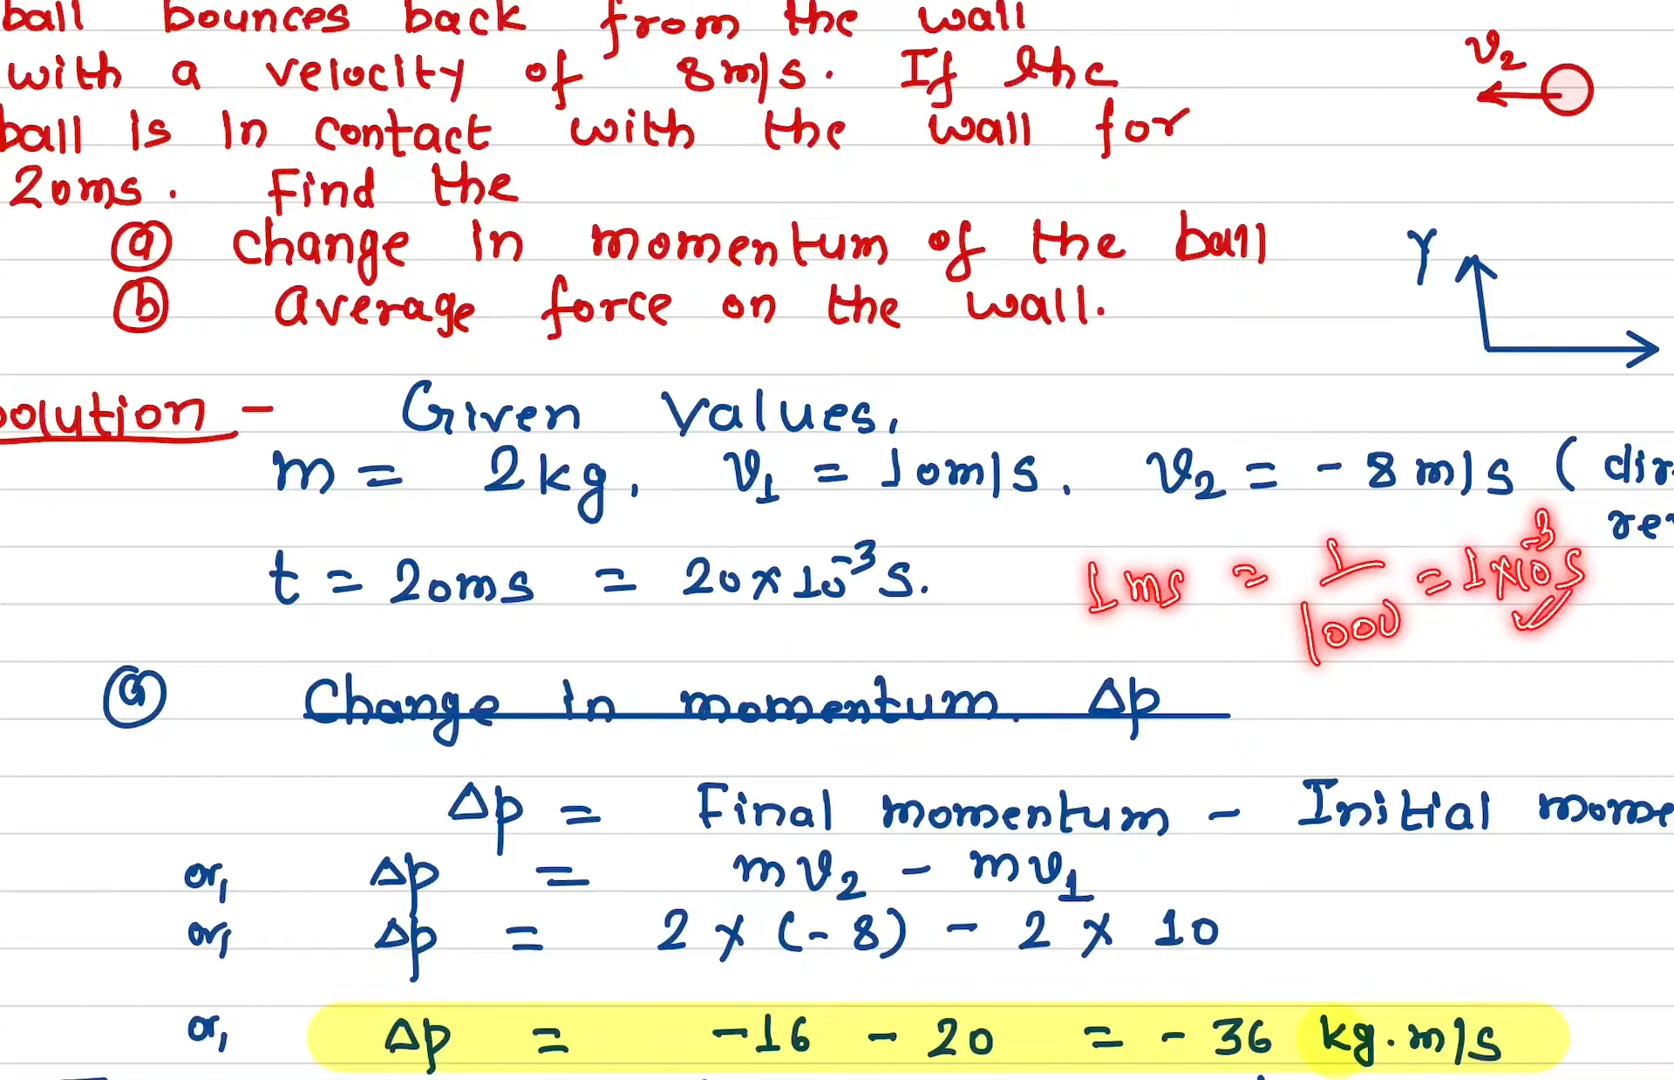 ball bounces back from the wall
with a velocity of 8m/s. If the
v₂
ball is In contact with the wall for
20ms. Find the
ⓐ change in momentum of the ball
Y
ⓑ average force on the wall.
solution - Given values,
m = 2kg, v₁ = 10m/s. v₂ = -8m/s (
t = 20ms = 20×10⁻³s.
1 ms = 1/1000 = 1×10⁻³s
ⓐ Change in momentum Δp
Δp = Final momentum - Initial
or, Δp = mv₂ - mv₁
or, Δp = 2 × (-8) - 2 × 10
or, Δp = -16 - 20 = -36 kg.m/s